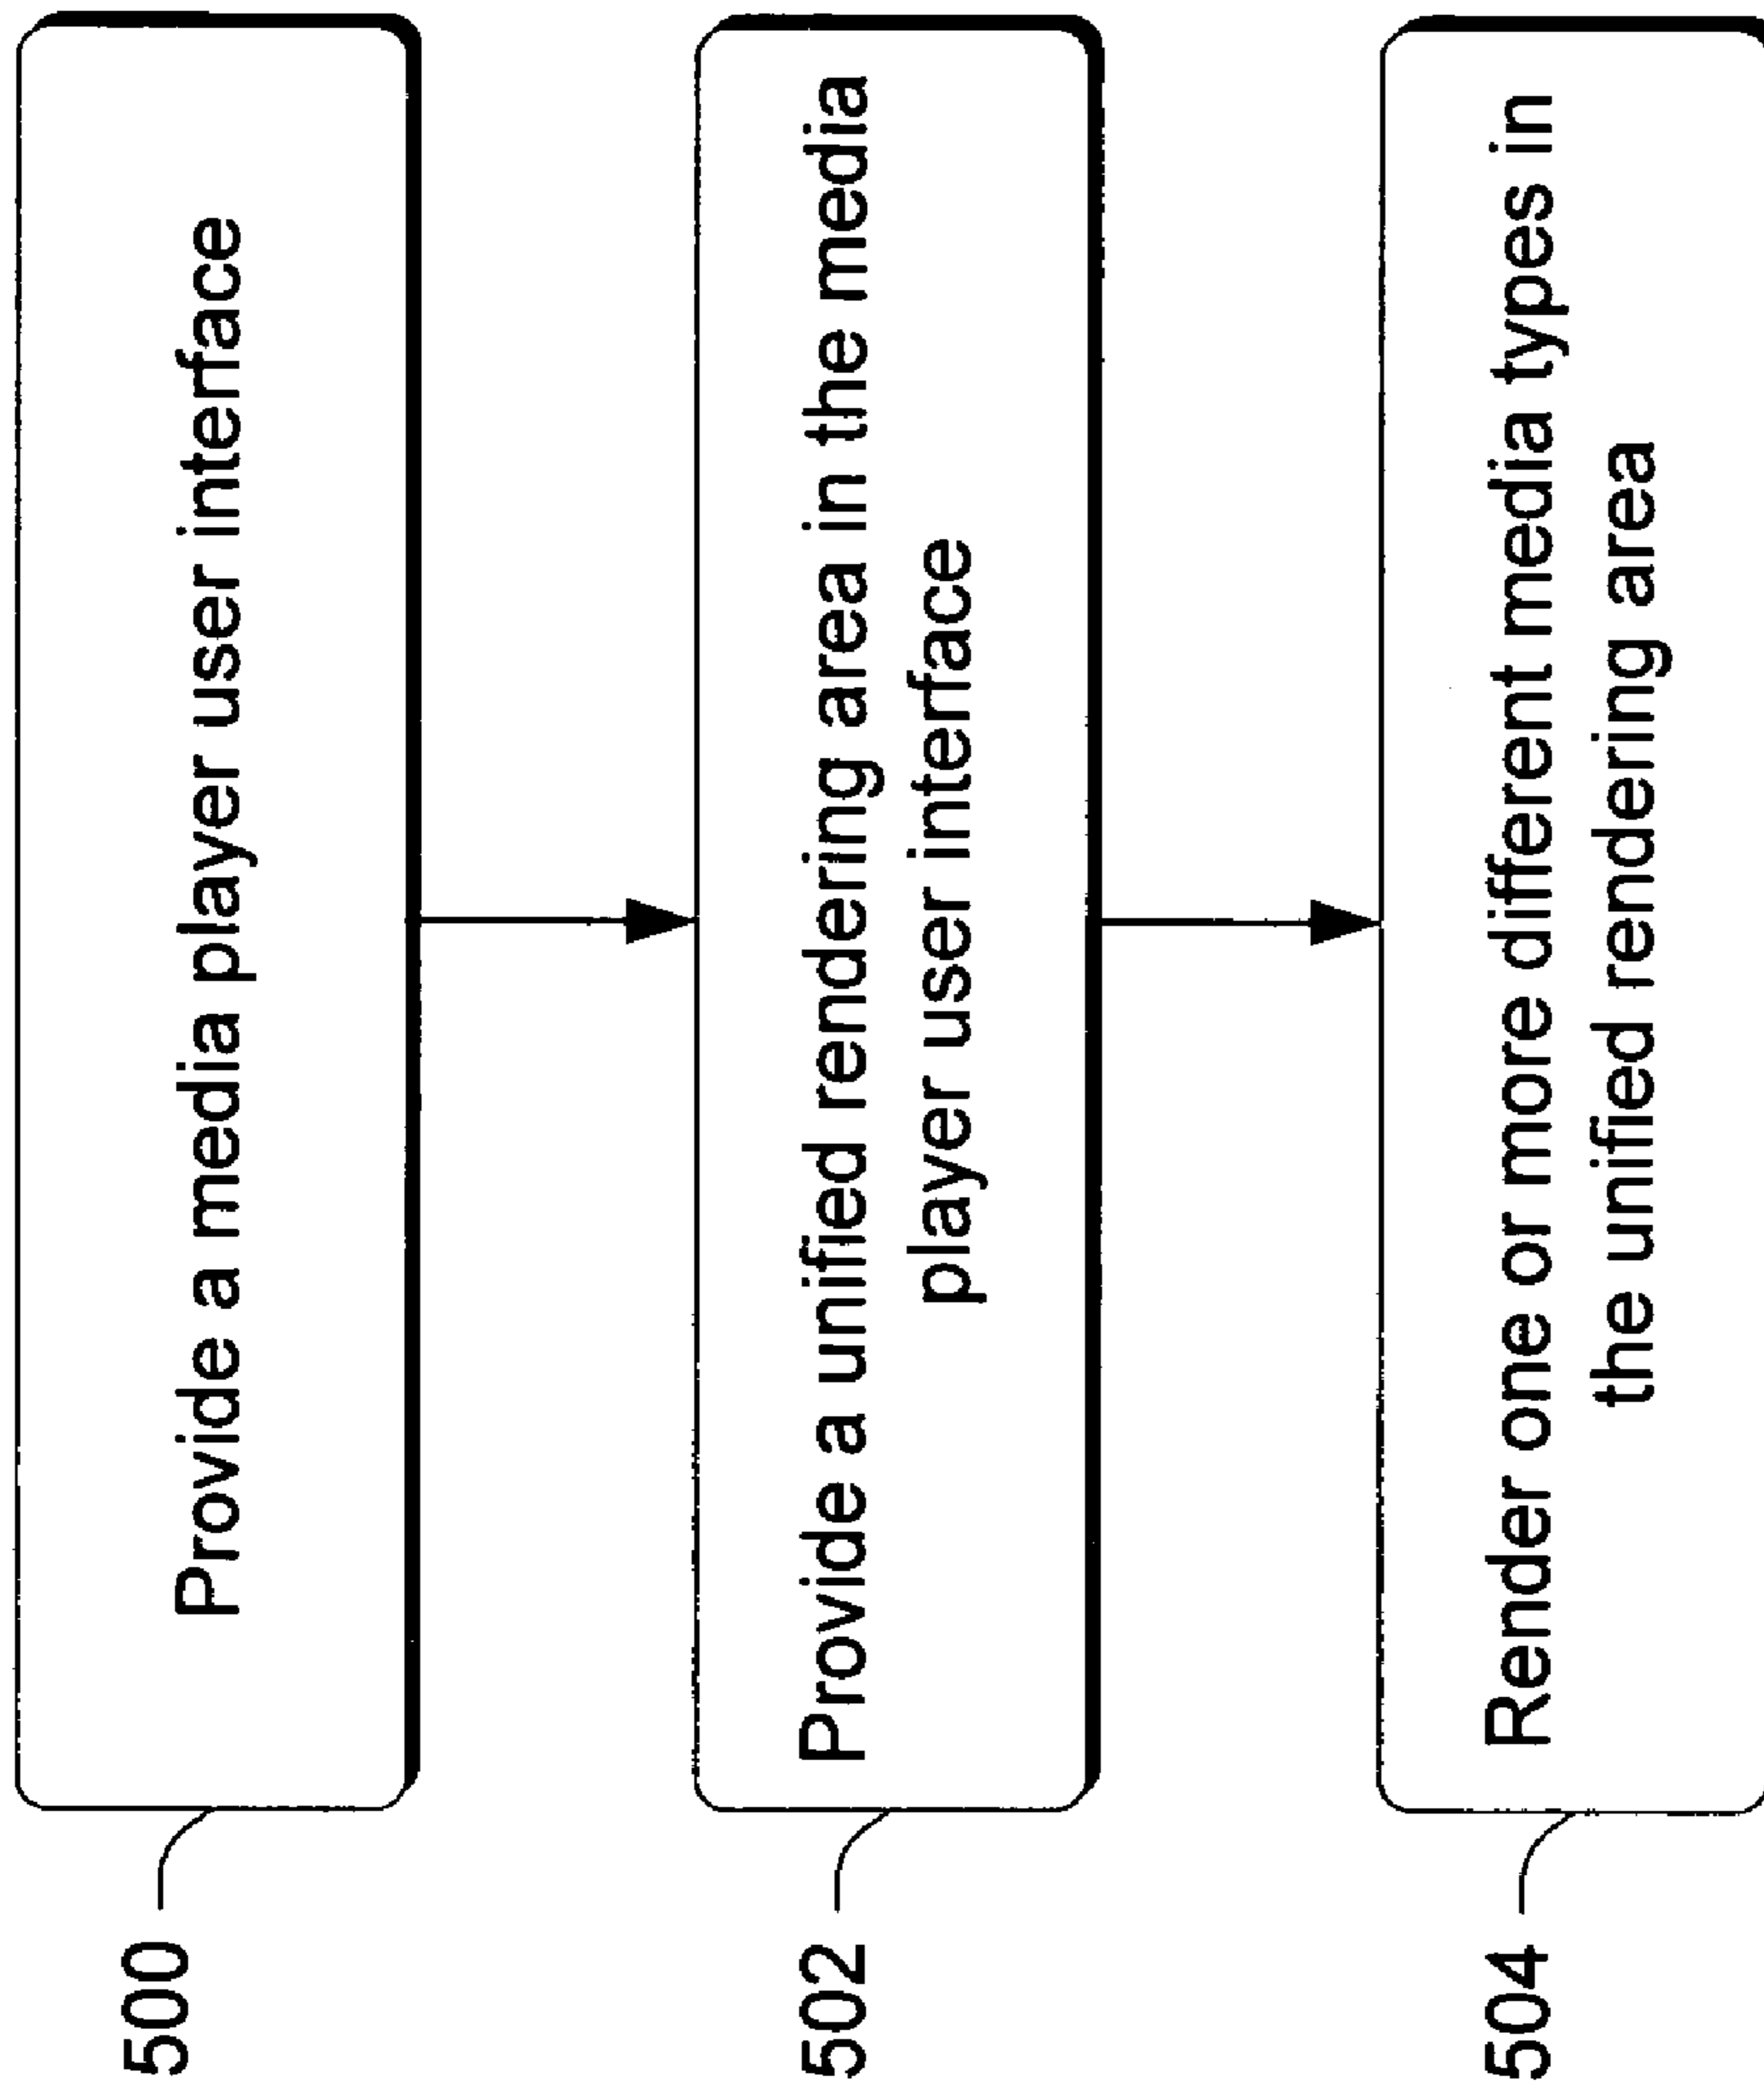 500
Provide a media player user interface
502
Provide a unified rendering area in the media
player user interface
504
Render one or more different media types in
the unified rendering area